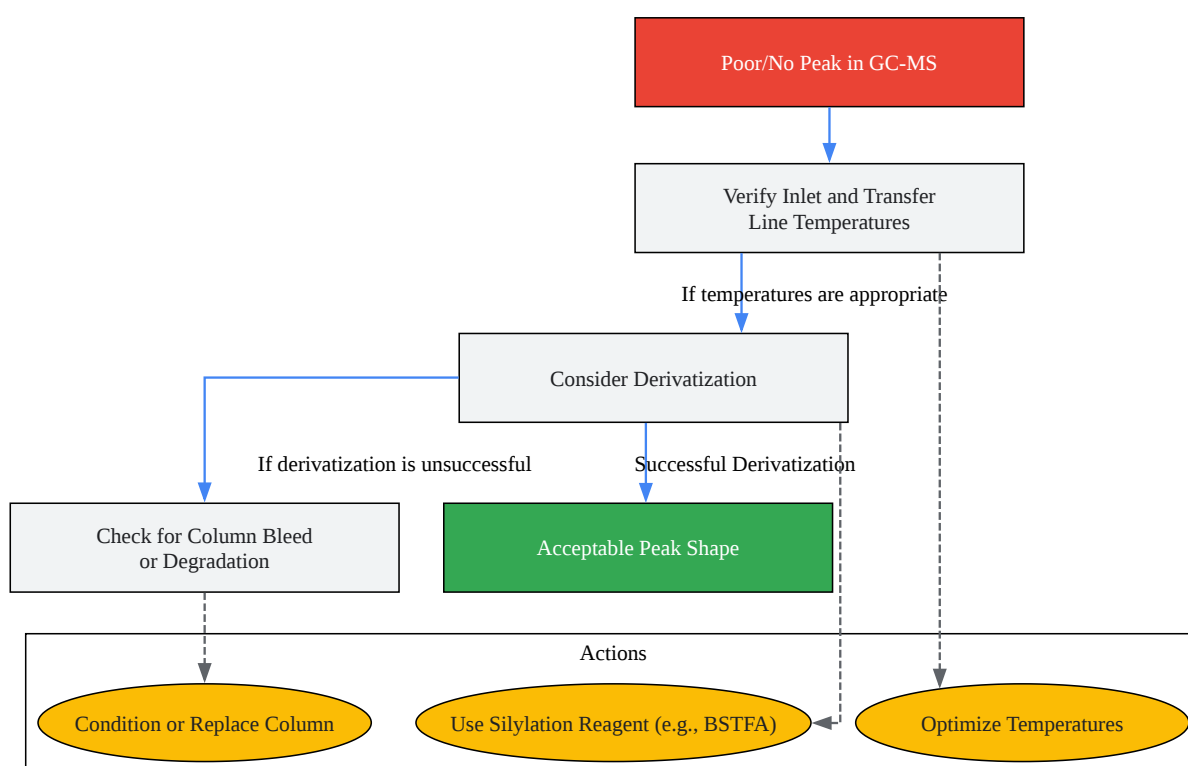 Poor/No Peak in GC-MS
Verify Inlet and Transfer
Line Temperatures
If temperatures are appropriate
Consider Derivatization
If derivatization is unsuccessful
Successful Derivatization
Check for Column Bleed
or Degradation
Acceptable Peak Shape
Actions
Condition or Replace Column
Use Silylation Reagent (e.g., BSTFA)
Optimize Temperatures